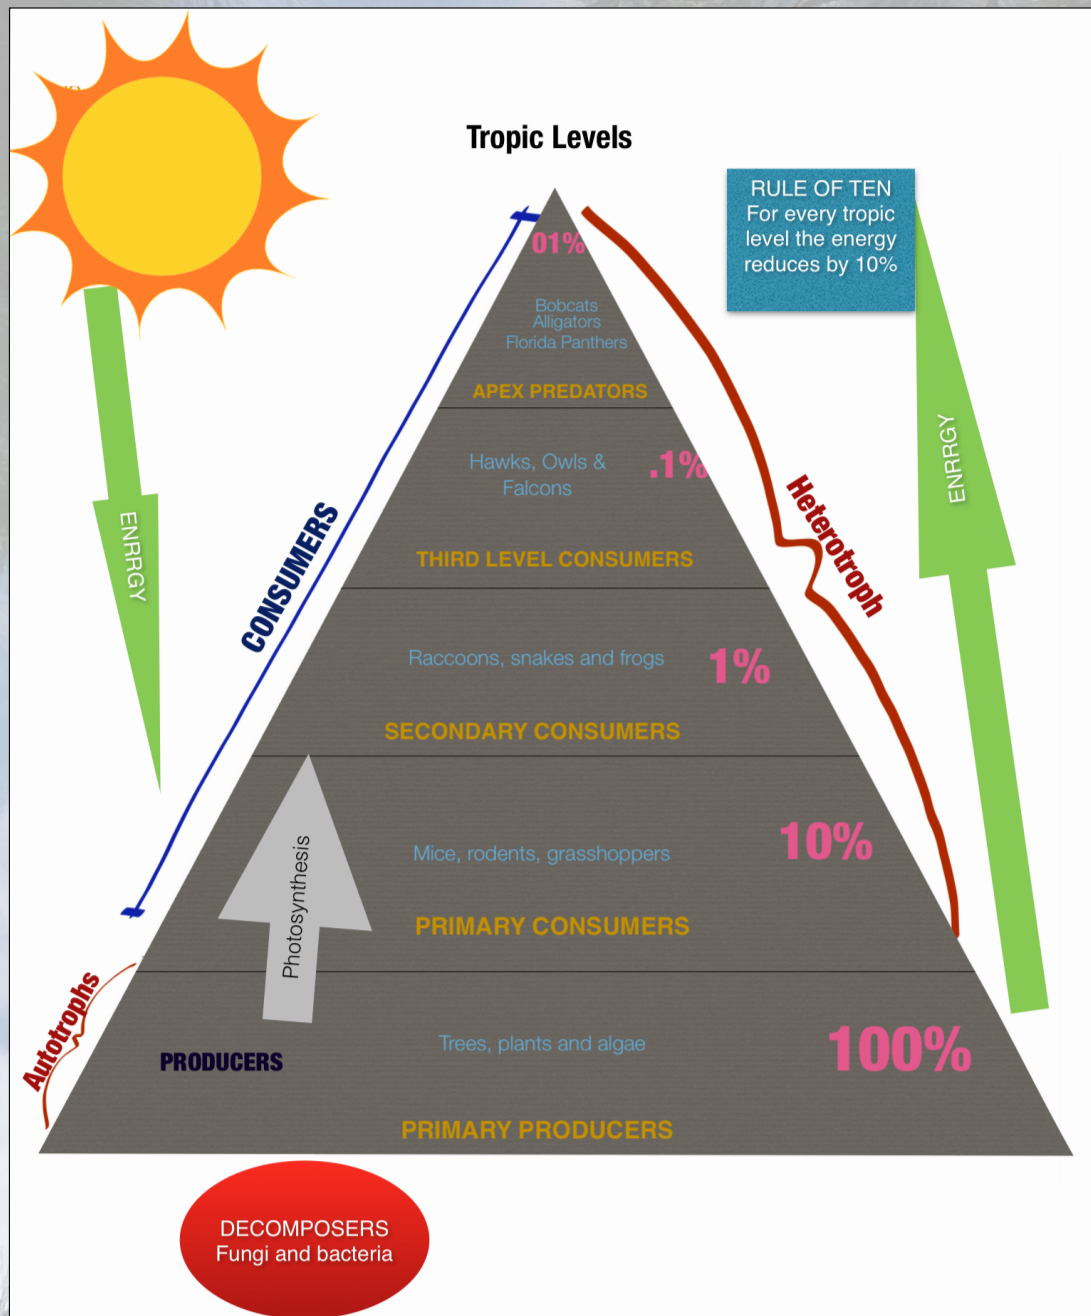 Tropic Levels
RULE OF TEN
For every tropic
level the energy
reduces by 10%
01%
Bobcats
Alligators
Florida Panthers
APEX PREDATORS
Hawks, Owls &
Falcons
.1%
THIRD LEVEL CONSUMERS
ENRRGY
CONSUMERS
Heterotroph
ENRRGY
Raccoons, snakes and frogs
1%
SECONDARY CONSUMERS
Photosynthesis
Mice, rodents, grasshoppers
10%
PRIMARY CONSUMERS
Autotrophs
PRODUCERS
Trees, plants and algae
100%
PRIMARY PRODUCERS
DECOMPOSERS
Fungi and bacteria